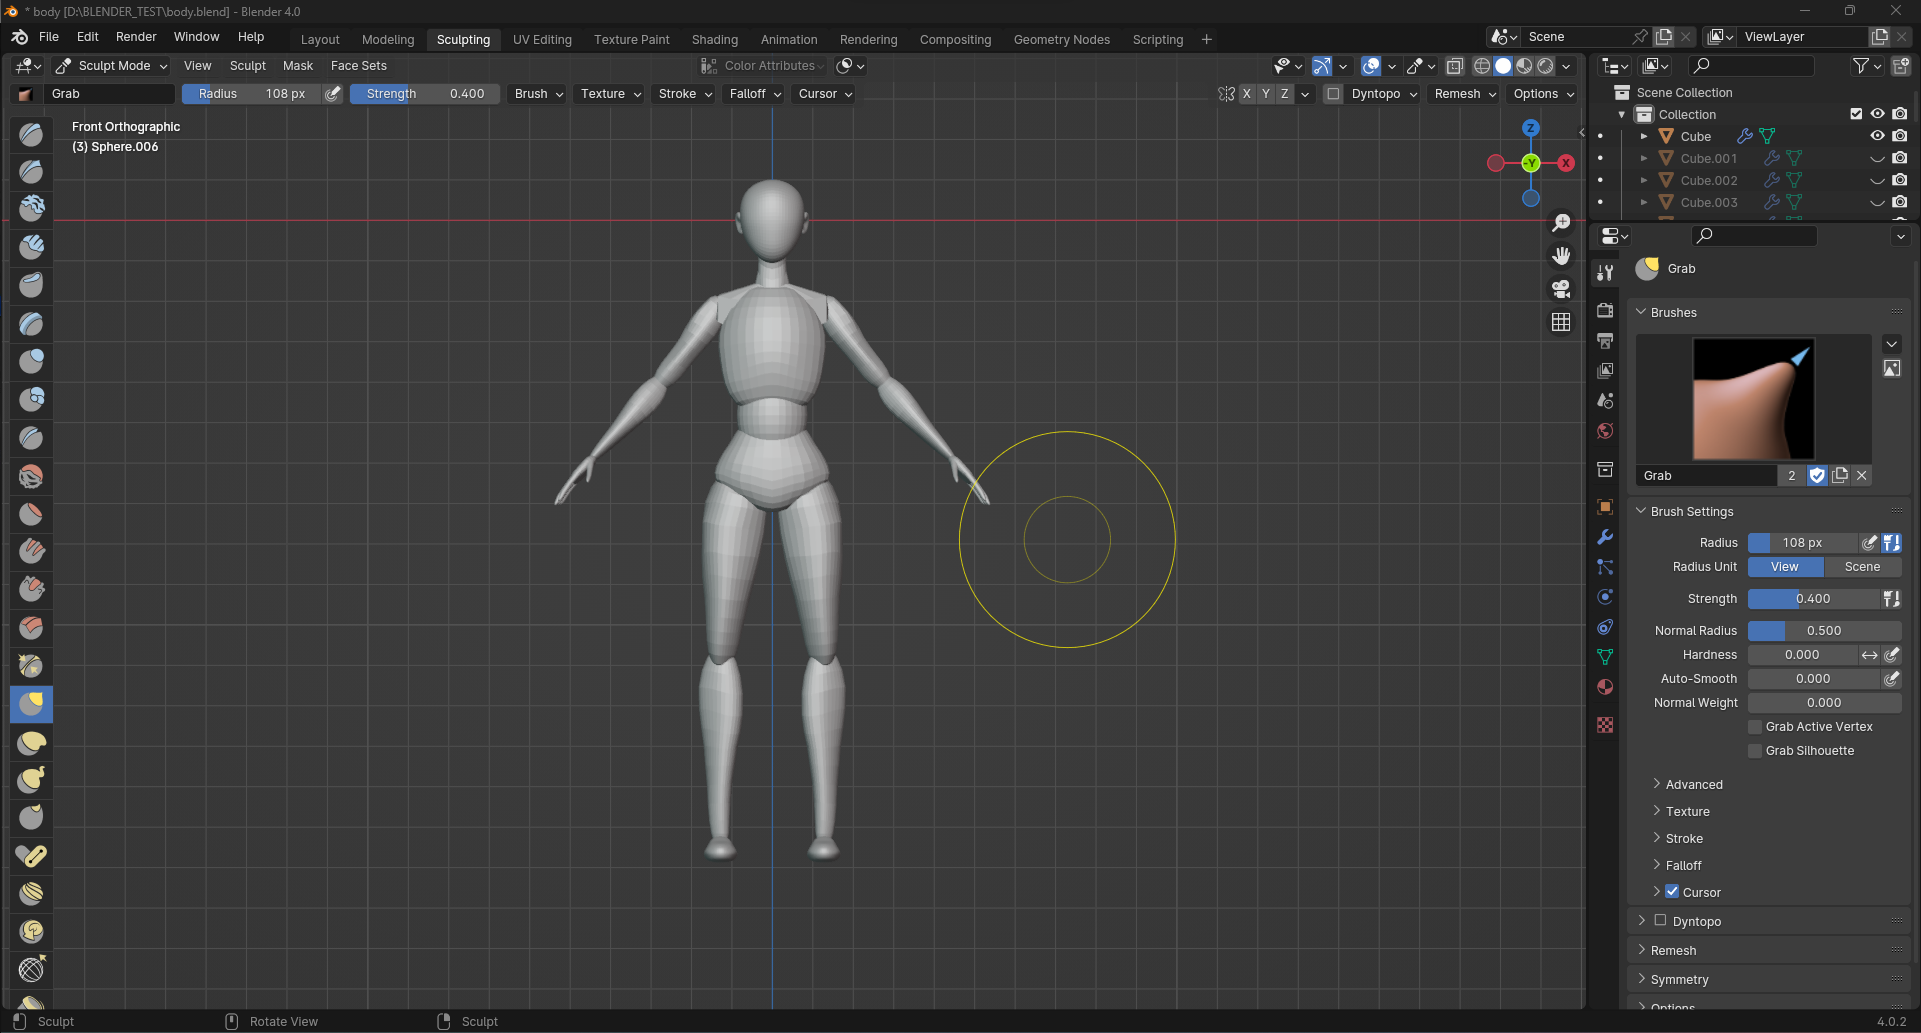 * body [D:\BLENDER_TEST\body.blend] - Blender 4.0
File Edit Render Window Help Layout Modeling Sculpting UV Editing Texture Paint Shading Animation Rendering Compositing Geometry Nodes Scripting + Scene ViewLayer
Sculpt Mode View Sculpt Mask Face Sets Color Attributes
Grab Radius 108 px Strength 0.400 Brush Texture Stroke Falloff Cursor X Y Z Dyntopo Remesh Options
Front Orthographic
(3) Sphere.006
Z
-Y X
Scene Collection
Collection
Cube
Cube.001
Cube.002
Cube.003
Grab
Brushes
Grab 2
Brush Settings
Radius 108 px
Radius Unit View Scene
Strength 0.400
Normal Radius 0.500
Hardness 0.000
Auto-Smooth 0.000
Normal Weight 0.000
Grab Active Vertex
Grab Silhouette
Advanced
Texture
Stroke
Falloff
Cursor
Dyntopo
Remesh
Symmetry
Options
Sculpt Rotate View Sculpt 4.0.2